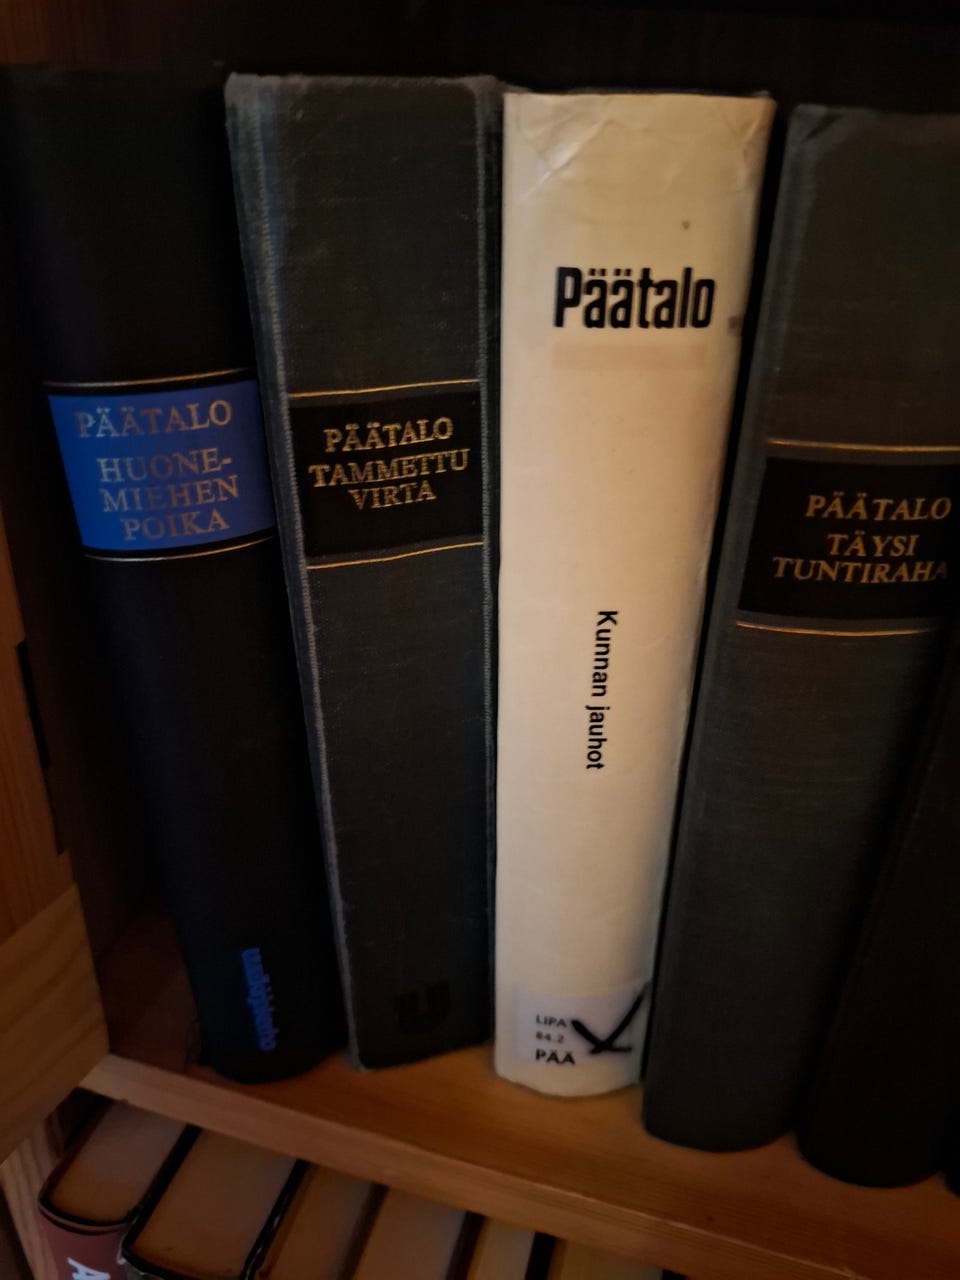 PÄÄTALO
HUONE-
MIEHEN
POIKA
PÄÄTALO
TAMMETTU
VIRTA
Päätalo
Kunnan jauhot
LIPA
84.2
PÄÄ
PÄÄTALO
TÄYSI
TUNTIRAHA